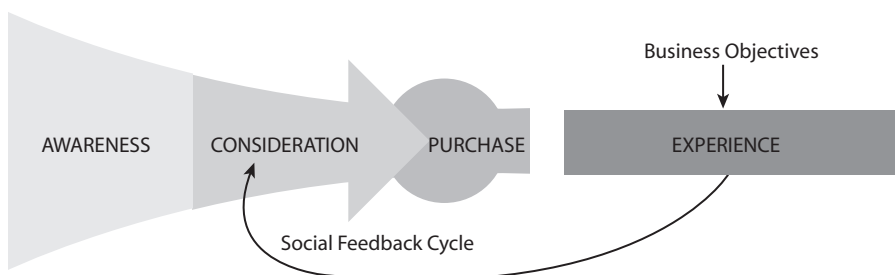 Business Objectives
AWARENESS
CONSIDERATION
PURCHASE
EXPERIENCE
Social Feedback Cycle